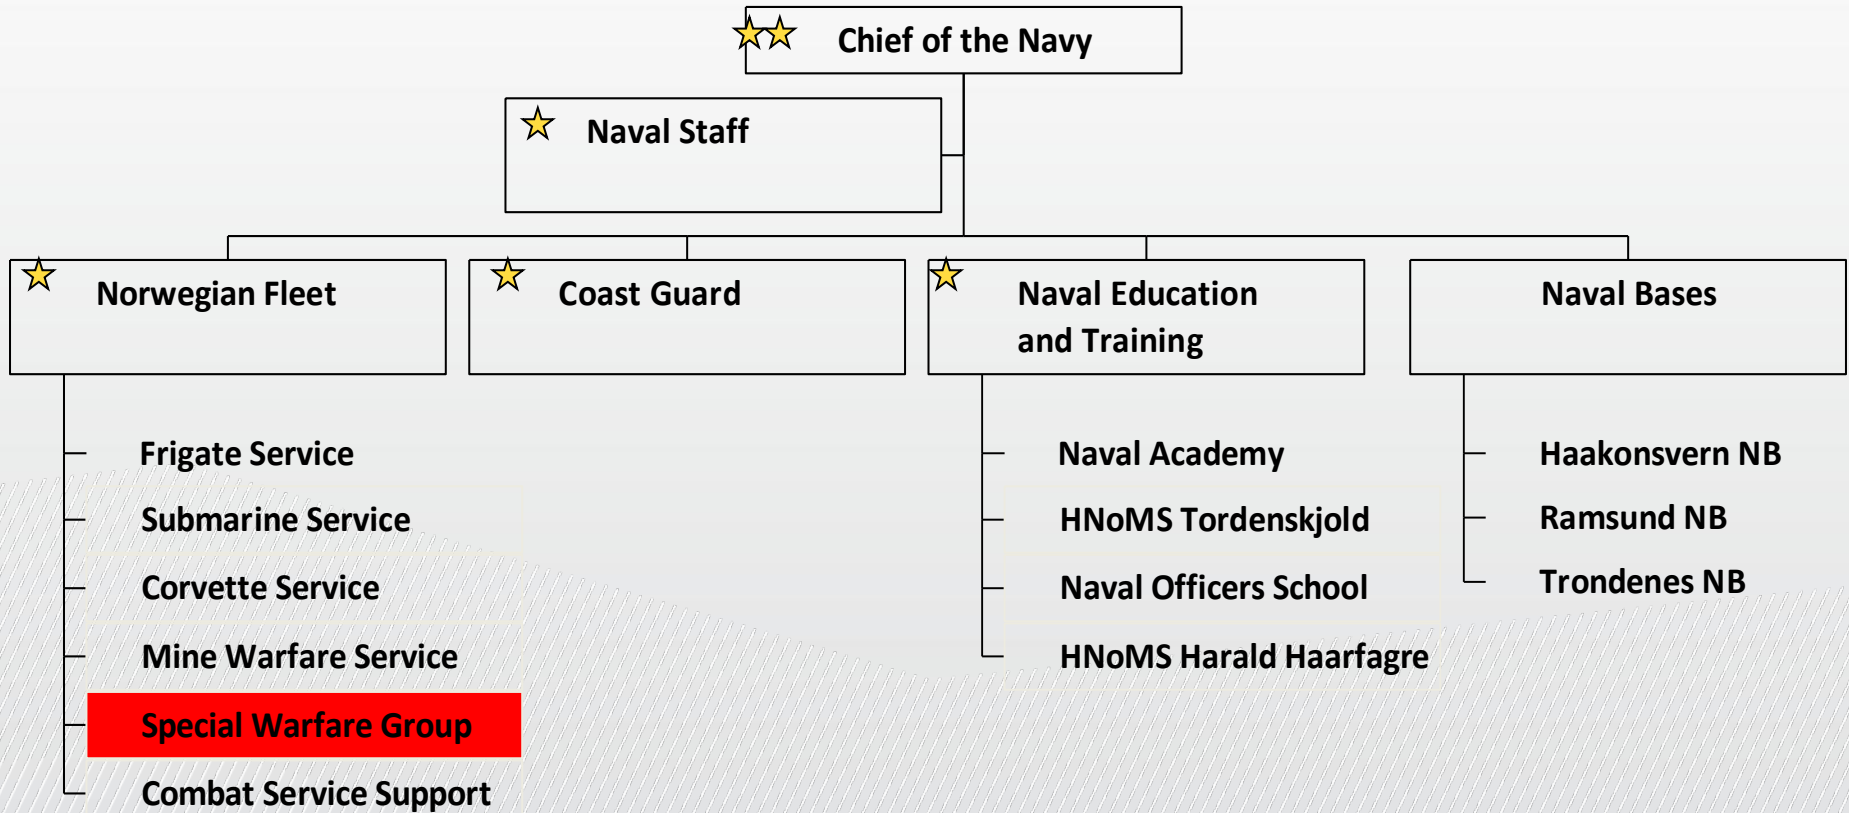 Chief of the Navy
Naval Staff
Norwegian Fleet
Coast Guard
Naval Education
and Training
Naval Bases
Frigate Service
Submarine Service
Corvette Service
Mine Warfare Service
Special Warfare Group
Combat Service Support
Naval Academy
HNoMS Tordenskjold
Naval Officers School
HNoMS Harald Haarfagre
Haakonsvern NB
Ramsund NB
Trondenes NB